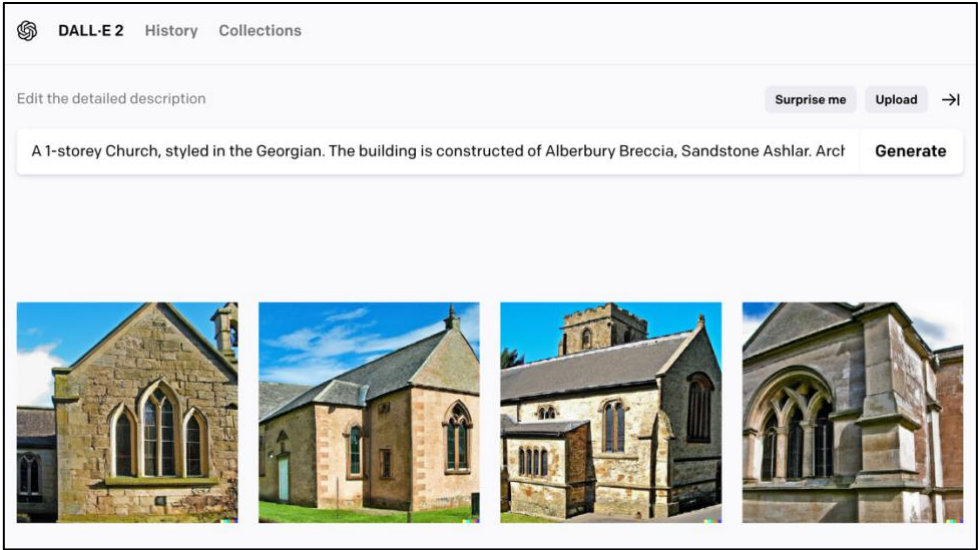 DALL·E 2 History Collections
Edit the detailed description
Surprise me Upload
A 1-storey Church, styled in the Georgian. The building is constructed of Alberbury Breccia, Sandstone Ashlar. Arch
Generate